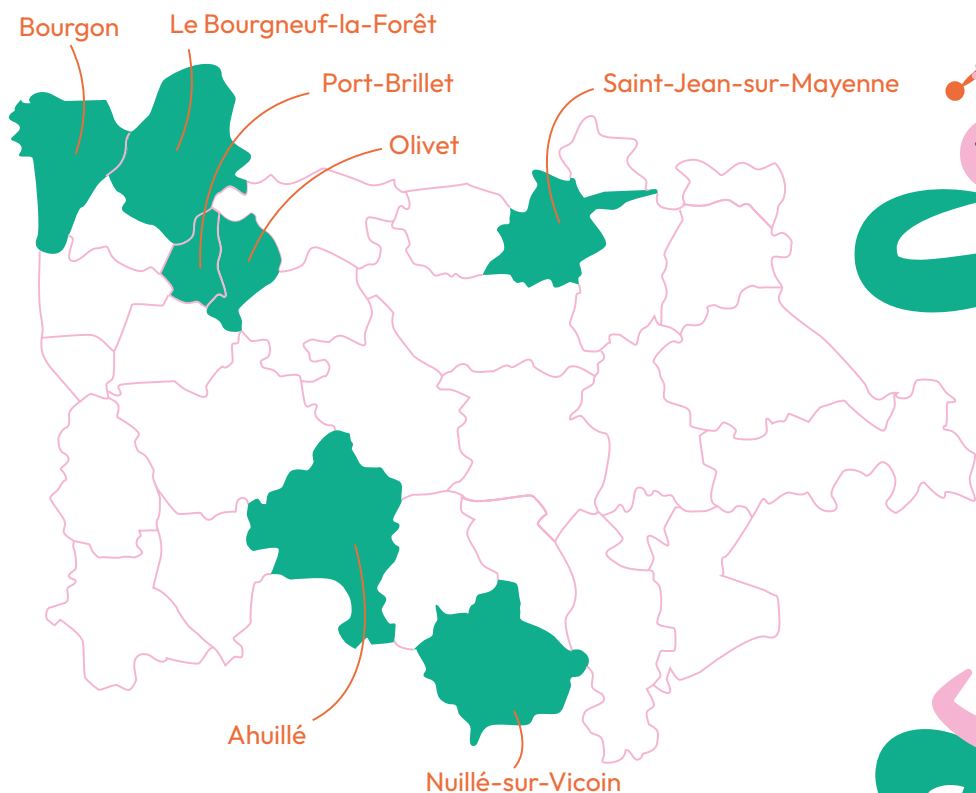 Bourgon
Le Bourgneuf-la-Forêt
Port-Brillet
Saint-Jean-sur-Mayenne
Olivet
Ahuillé
Nuillé-sur-Vicoin